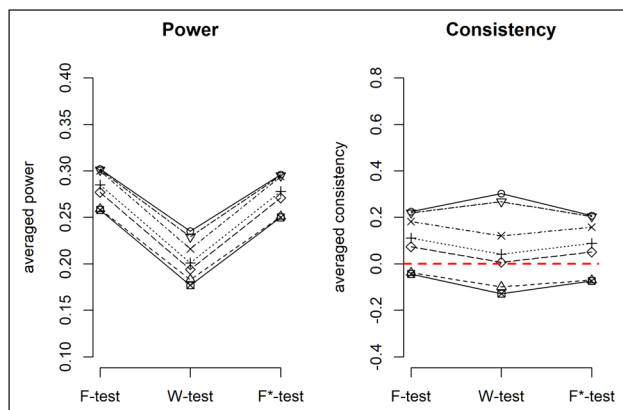 Power
averaged power
0.40
0.35
0.30
0.25
0.20
0.15
0.10
F-test W-test F*-test
Consistency
averaged consistency
0.8
0.6
0.4
0.2
0.0
-0.2
-0.4
F-test W-test F*-test